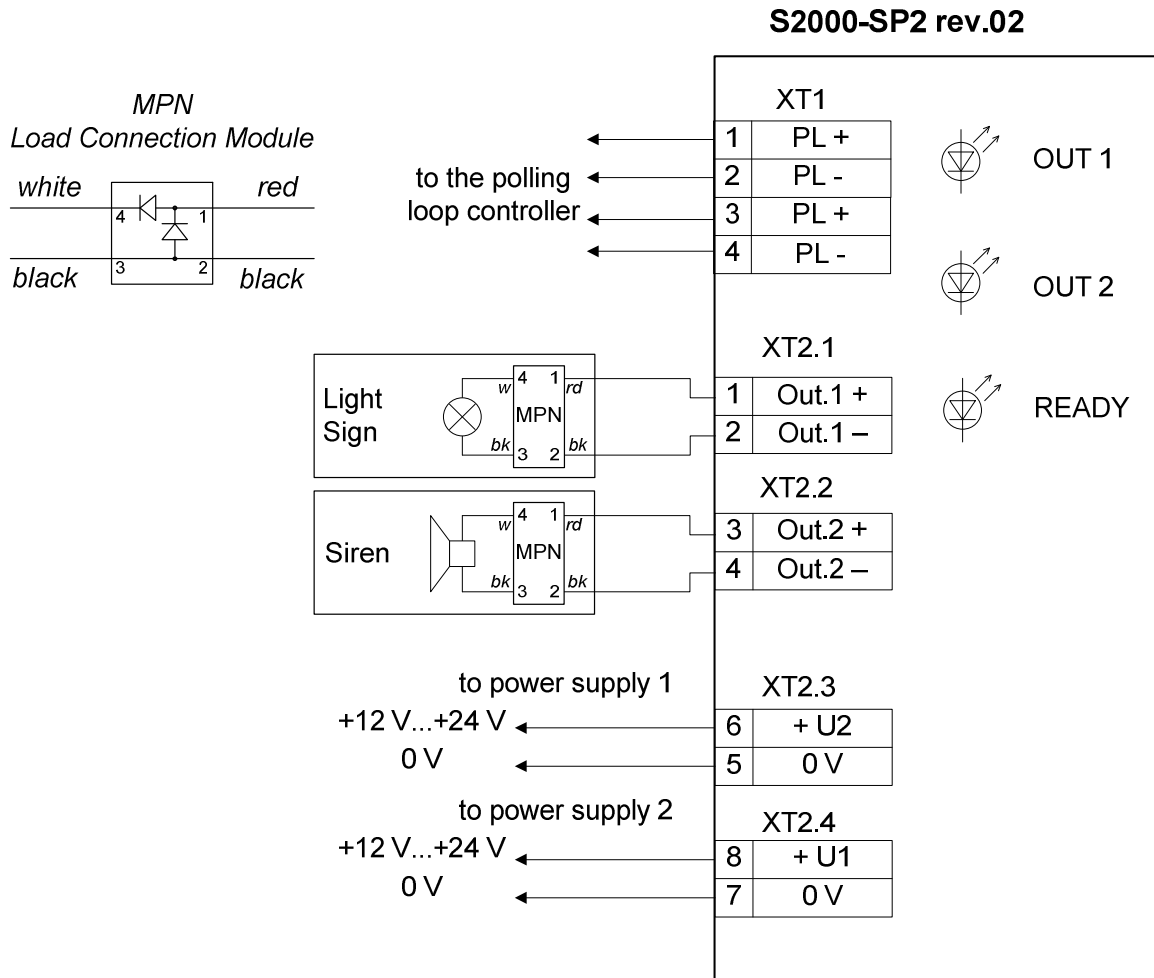 S2000-SP2 rev.02
MPN
Load Connection Module
white
red
4
1
3
2
black
black
to the polling
loop controller
XT1
1 PL +
2 PL -
3 PL +
4 PL -
OUT 1
OUT 2
READY
Light
Sign
w
4 1
rd
MPN
bk
3 2
bk
XT2.1
1 Out.1 +
2 Out.1 –
Siren
w
4 1
rd
MPN
bk
3 2
bk
XT2.2
3 Out.2 +
4 Out.2 –
to power supply 1
+12 V...+24 V
0 V
XT2.3
6 + U2
5 0 V
to power supply 2
+12 V...+24 V
0 V
XT2.4
8 + U1
7 0 V